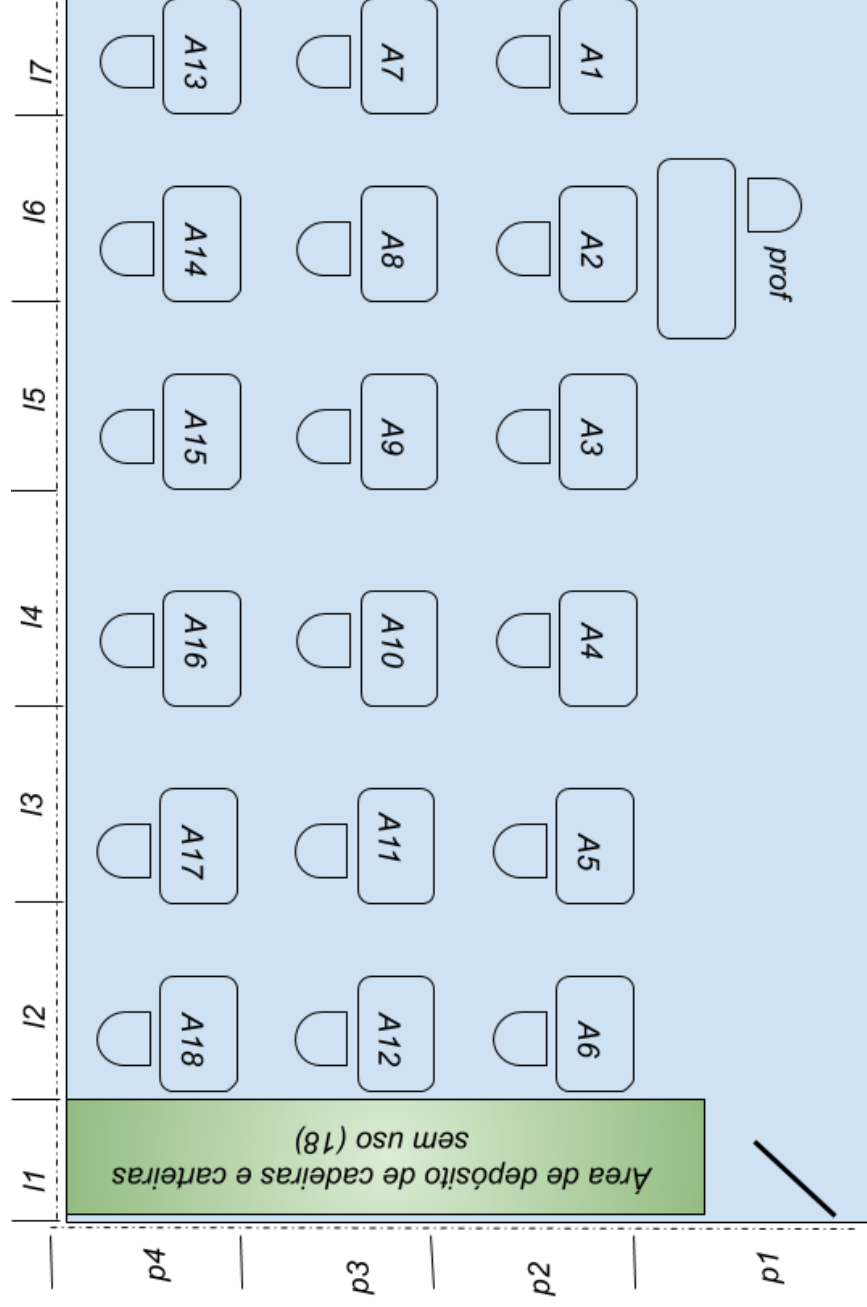 l7
A13
A7
A1
l6
A14
A8
A2
prof
l5
A15
A9
A3
l4
A16
A10
A4
l3
A17
A11
A5
l2
A18
A12
A6
l1
Área de depósito de cadeiras e carteiras
sem uso (18)
p4
p3
p2
p1